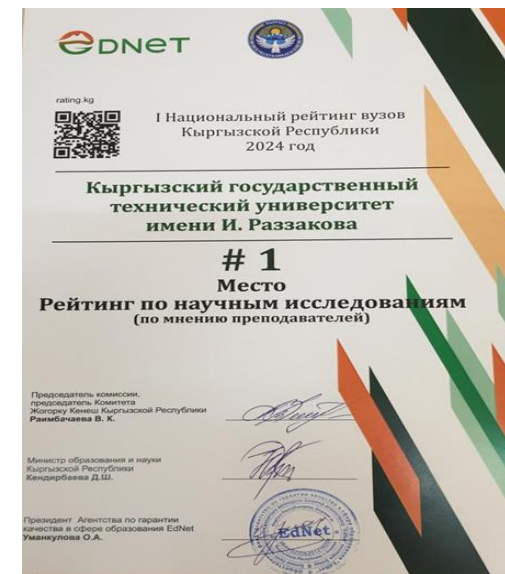 EDNET
rating.kg
I Национальный рейтинг вузов
Кыргызской Республики
2024 год
Кыргызский государственный
технический университет
имени И. Раззакова
# 1
Место
Рейтинг по научным исследованиям
(по мнению преподавателей)
Председатель комиссии,
председатель Комитета
Жогорку Кенеш Кыргызской Республики
Раимбачаева В. К.
Министр образования и науки
Кыргызской Республики
Кендирбаева Д.Ш.
Президент Агентства по гарантии
качества в сфере образования EdNet
Уманкулова О.А.
EdNet